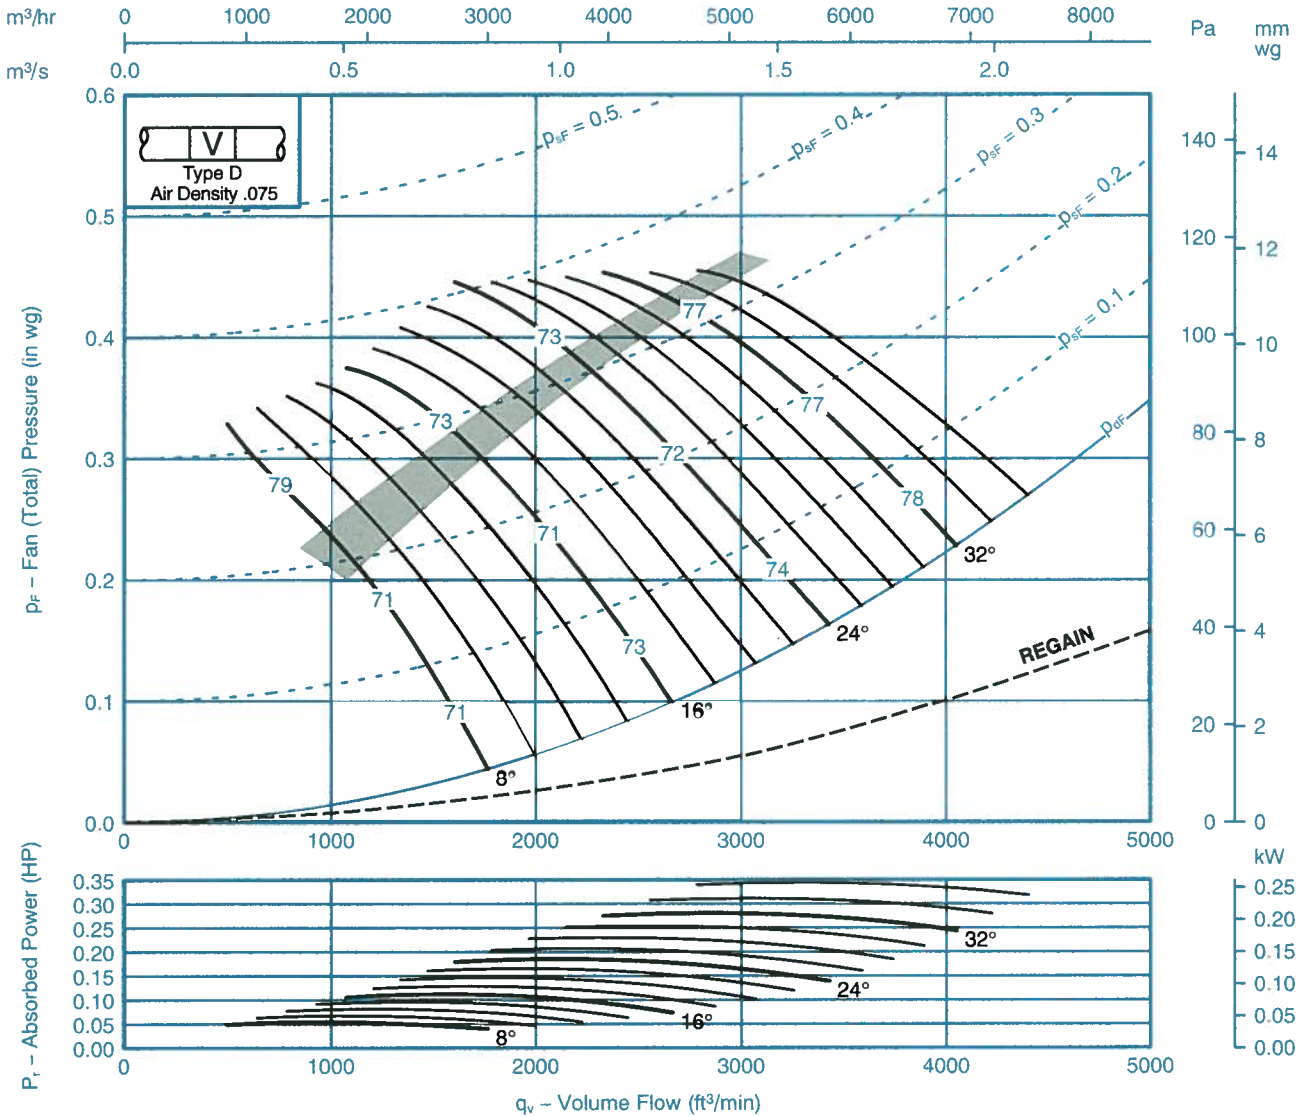 m³/hr 0 1000 2000 3000 4000 5000 6000 7000 8000
m³/s 0.0 0.5 1.0 1.5 2.0
Pa
mm
wg
V
Type D
Air Density .075
pF – Fan (Total) Pressure (in wg)
0.6
0.5
0.4
0.3
0.2
0.1
0.0
psF = 0.5
psF = 0.4
psF = 0.3
psF = 0.2
psF = 0.1
pdF
140
120
100
80
60
40
20
0
14
12
10
8
6
4
2
0
77
73
77
73
72
79
78
71
74
71
73
71
32°
24°
16°
8°
REGAIN
0 1000 2000 3000 4000 5000
Pr – Absorbed Power (HP)
0.35
0.30
0.25
0.20
0.15
0.10
0.05
0.00
32°
24°
16°
8°
kW
0.25
0.20
0.15
0.10
0.05
0.00
0 1000 2000 3000 4000 5000
qv – Volume Flow (ft³/min)